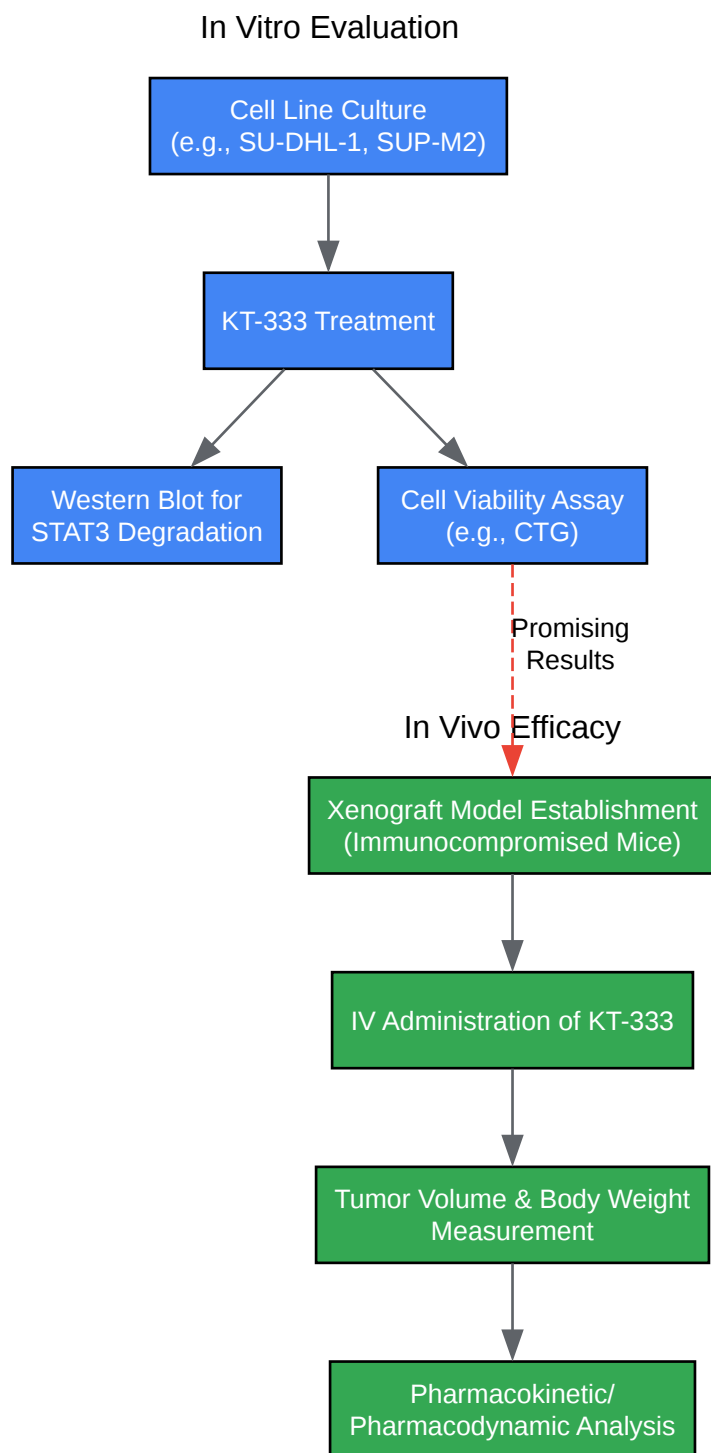 In Vitro Evaluation
Cell Line Culture
(e.g., SU-DHL-1, SUP-M2)
KT-333 Treatment
Western Blot for
STAT3 Degradation
Cell Viability Assay
(e.g., CTG)
Promising
Results
In Vivo Efficacy
Xenograft Model Establishment
(Immunocompromised Mice)
IV Administration of KT-333
Tumor Volume & Body Weight
Measurement
Pharmacokinetic/
Pharmacodynamic Analysis